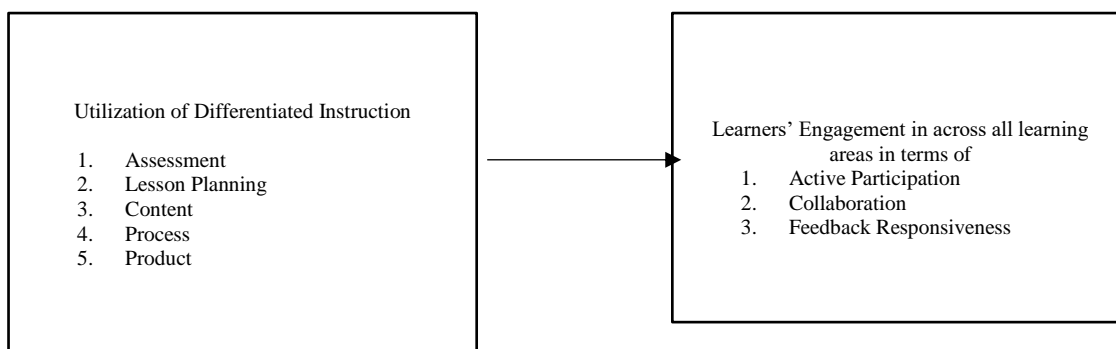 Utilization of Differentiated Instruction
1. Assessment
2. Lesson Planning
3. Content
4. Process
5. Product
Learners’ Engagement in across all learning
areas in terms of
1. Active Participation
2. Collaboration
3. Feedback Responsiveness